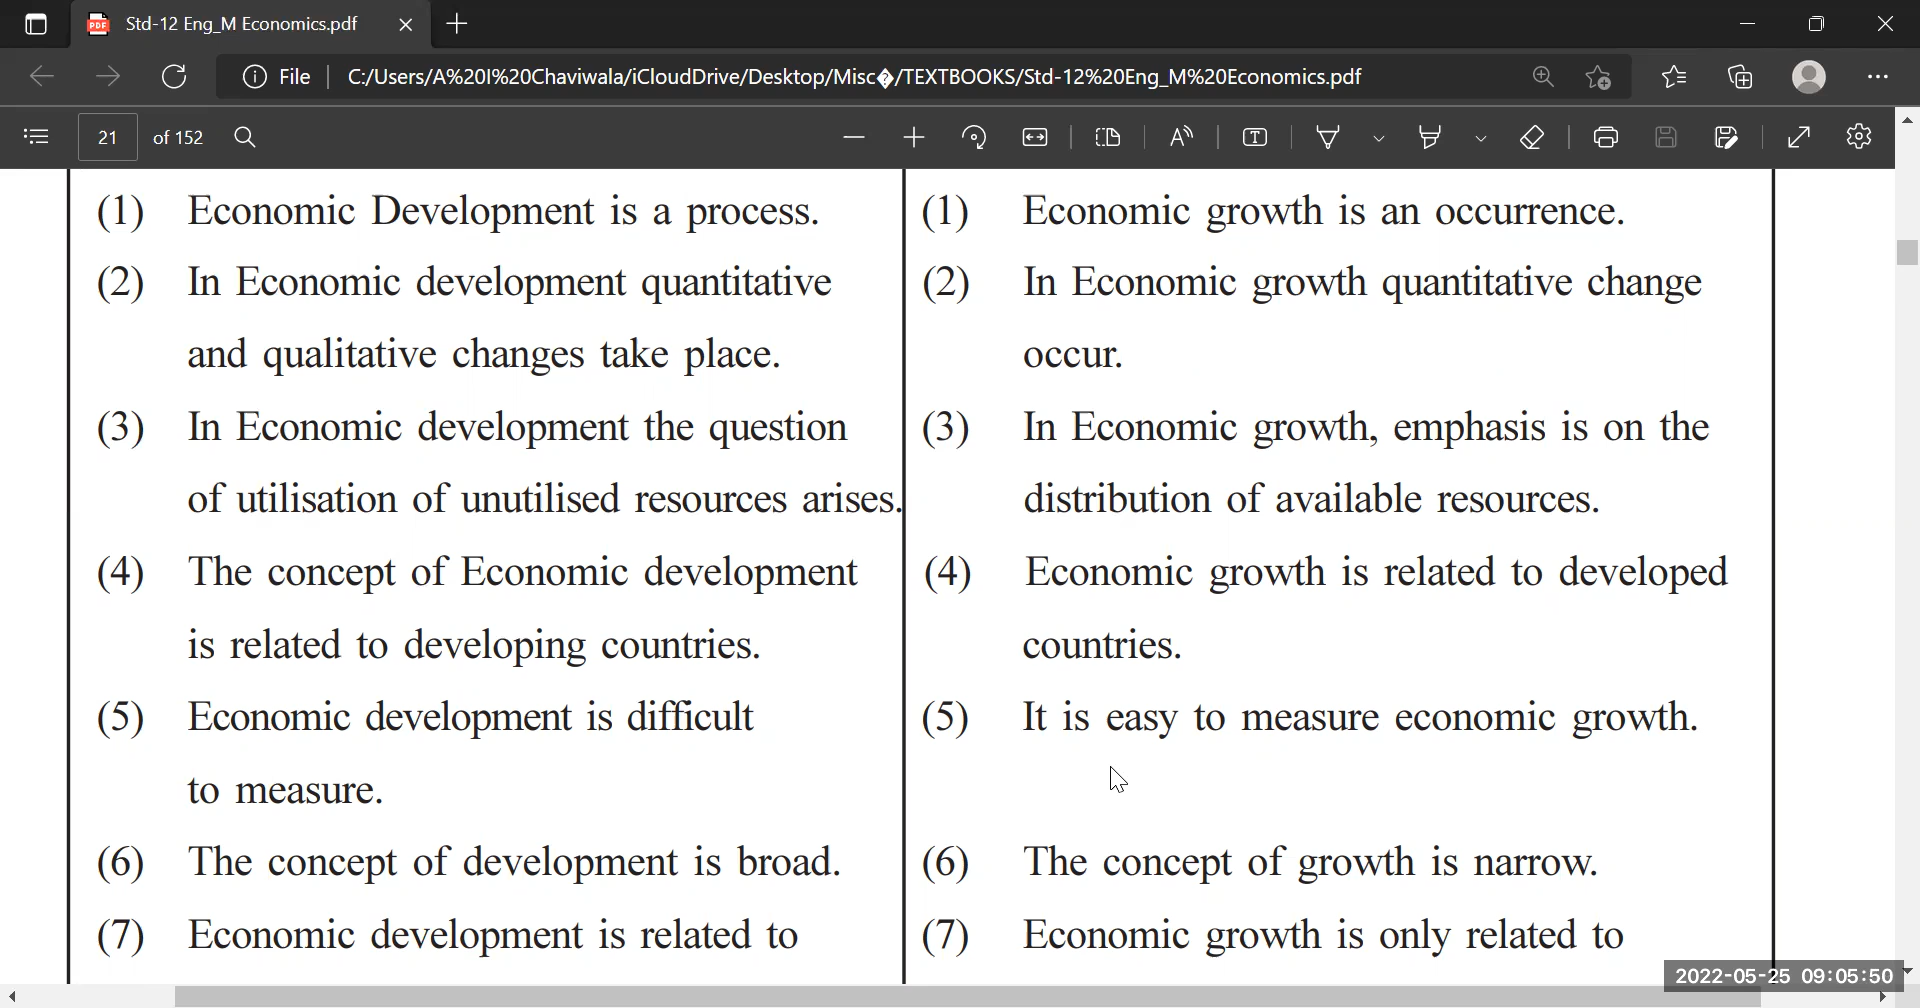 Std-12 Eng_M Economics.pdf
File
C:/Users/A%20I%20Chaviwala/iCloudDrive/Desktop/Misc�/TEXTBOOKS/Std-12%20Eng_M%20Economics.pdf
21 of 152
(1) Economic Development is a process.
(2) In Economic development quantitative
and qualitative changes take place.
(3) In Economic development the question
of utilisation of unutilised resources arises.
(4) The concept of Economic development
is related to developing countries.
(5) Economic development is difficult
to measure.
(6) The concept of development is broad.
(7) Economic development is related to
(1) Economic growth is an occurrence.
(2) In Economic growth quantitative change
occur.
(3) In Economic growth, emphasis is on the
distribution of available resources.
(4) Economic growth is related to developed
countries.
(5) It is easy to measure economic growth.
(6) The concept of growth is narrow.
(7) Economic growth is only related to
2022-05-25 09:05:50